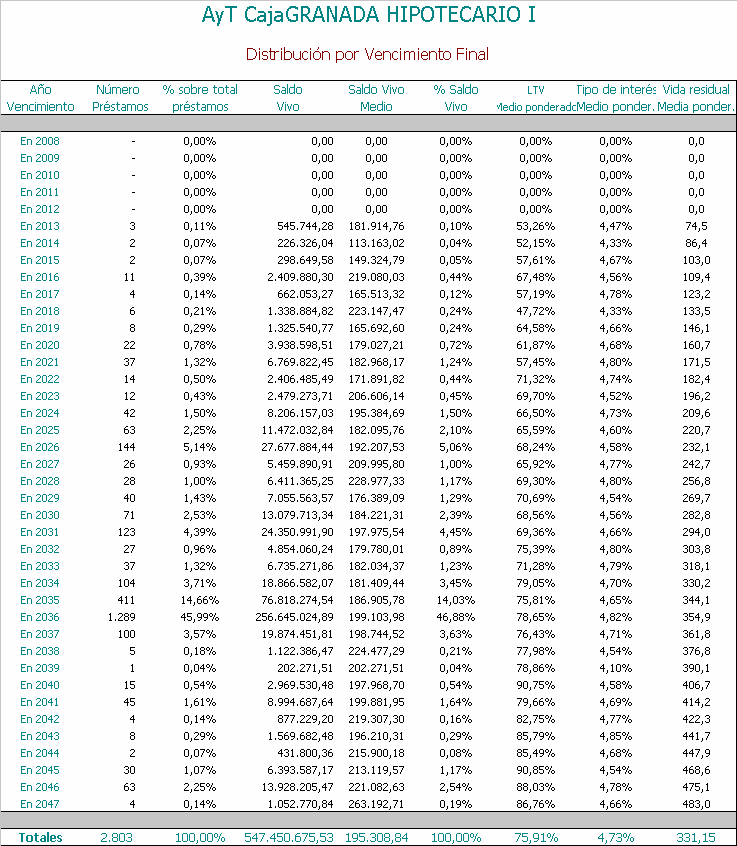 AyT CajaGRANADA HIPOTECARIO I
Distribución por Vencimiento Final
Año Número % sobre total Saldo Saldo Vivo % Saldo LTV Tipo de interés Vida residual
Vencimiento Préstamos préstamos Vivo Medio Vivo Medio ponderado Medio ponder. Media ponder.
En 2008 - 0,00% 0,00 0,00 0,00% 0,00% 0,00% 0,0
En 2009 - 0,00% 0,00 0,00 0,00% 0,00% 0,00% 0,0
En 2010 - 0,00% 0,00 0,00 0,00% 0,00% 0,00% 0,0
En 2011 - 0,00% 0,00 0,00 0,00% 0,00% 0,00% 0,0
En 2012 - 0,00% 0,00 0,00 0,00% 0,00% 0,00% 0,0
En 2013 3 0,11% 545.744,28 181.914,76 0,10% 53,26% 4,47% 74,5
En 2014 2 0,07% 226.326,04 113.163,02 0,04% 52,15% 4,33% 86,4
En 2015 2 0,07% 298.649,58 149.324,79 0,05% 57,61% 4,67% 103,0
En 2016 11 0,39% 2.409.880,30 219.080,03 0,44% 67,48% 4,56% 109,4
En 2017 4 0,14% 662.053,27 165.513,32 0,12% 57,19% 4,78% 123,2
En 2018 6 0,21% 1.338.884,82 223.147,47 0,24% 47,72% 4,33% 133,5
En 2019 8 0,29% 1.325.540,77 165.692,60 0,24% 64,58% 4,66% 146,1
En 2020 22 0,78% 3.938.598,51 179.027,21 0,72% 61,87% 4,68% 160,7
En 2021 37 1,32% 6.769.822,45 182.968,17 1,24% 57,45% 4,80% 171,5
En 2022 14 0,50% 2.406.485,49 171.891,82 0,44% 71,32% 4,74% 182,4
En 2023 12 0,43% 2.479.273,71 206.606,14 0,45% 69,70% 4,52% 196,2
En 2024 42 1,50% 8.206.157,03 195.384,69 1,50% 66,50% 4,73% 209,6
En 2025 63 2,25% 11.472.032,84 182.095,76 2,10% 65,59% 4,60% 220,7
En 2026 144 5,14% 27.677.884,44 192.207,53 5,06% 68,24% 4,58% 232,1
En 2027 26 0,93% 5.459.890,91 209.995,80 1,00% 65,92% 4,77% 242,7
En 2028 28 1,00% 6.411.365,25 228.977,33 1,17% 69,30% 4,80% 256,8
En 2029 40 1,43% 7.055.563,57 176.389,09 1,29% 70,69% 4,54% 269,7
En 2030 71 2,53% 13.079.713,34 184.221,31 2,39% 68,56% 4,56% 282,8
En 2031 123 4,39% 24.350.991,90 197.975,54 4,45% 69,36% 4,66% 294,0
En 2032 27 0,96% 4.854.060,24 179.780,01 0,89% 75,39% 4,80% 303,8
En 2033 37 1,32% 6.735.271,86 182.034,37 1,23% 71,28% 4,79% 318,1
En 2034 104 3,71% 18.866.582,07 181.409,44 3,45% 79,05% 4,70% 330,2
En 2035 411 14,66% 76.818.274,54 186.905,78 14,03% 75,81% 4,65% 344,1
En 2036 1.289 45,99% 256.645.024,89 199.103,98 46,88% 78,65% 4,82% 354,9
En 2037 100 3,57% 19.874.451,81 198.744,52 3,63% 76,43% 4,71% 361,8
En 2038 5 0,18% 1.122.386,47 224.477,29 0,21% 77,98% 4,54% 376,8
En 2039 1 0,04% 202.271,51 202.271,51 0,04% 78,86% 4,10% 390,1
En 2040 15 0,54% 2.969.530,48 197.968,70 0,54% 90,75% 4,58% 406,7
En 2041 45 1,61% 8.994.687,64 199.881,95 1,64% 79,66% 4,69% 414,2
En 2042 4 0,14% 877.229,20 219.307,30 0,16% 82,75% 4,77% 422,3
En 2043 8 0,29% 1.569.682,48 196.210,31 0,29% 85,79% 4,85% 441,7
En 2044 2 0,07% 431.800,36 215.900,18 0,08% 85,49% 4,68% 447,9
En 2045 30 1,07% 6.393.587,17 213.119,57 1,17% 90,85% 4,54% 468,6
En 2046 63 2,25% 13.928.205,47 221.082,63 2,54% 88,03% 4,78% 475,1
En 2047 4 0,14% 1.052.770,84 263.192,71 0,19% 86,76% 4,66% 483,0
Totales 2.803 100,00% 547.450.675,53 195.308,84 100,00% 75,91% 4,73% 331,15